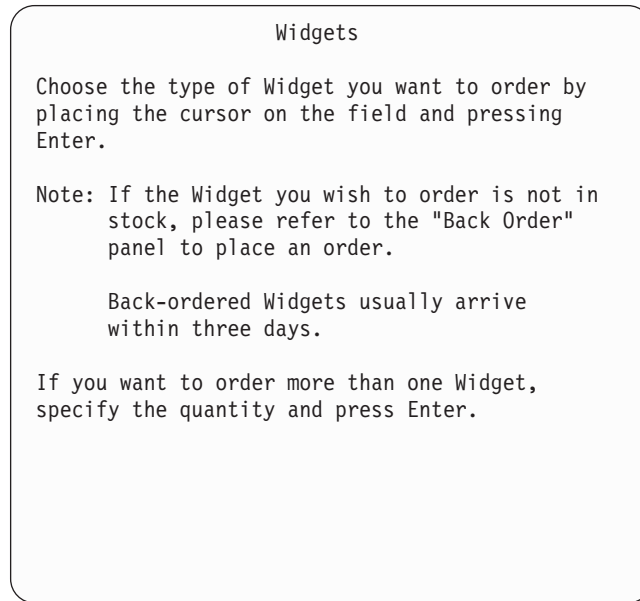 Widgets
Choose the type of Widget you want to order by
placing the cursor on the field and pressing
Enter.
Note: If the Widget you wish to order is not in
stock, please refer to the "Back Order"
panel to place an order.
Back-ordered Widgets usually arrive
within three days.
If you want to order more than one Widget,
specify the quantity and press Enter.